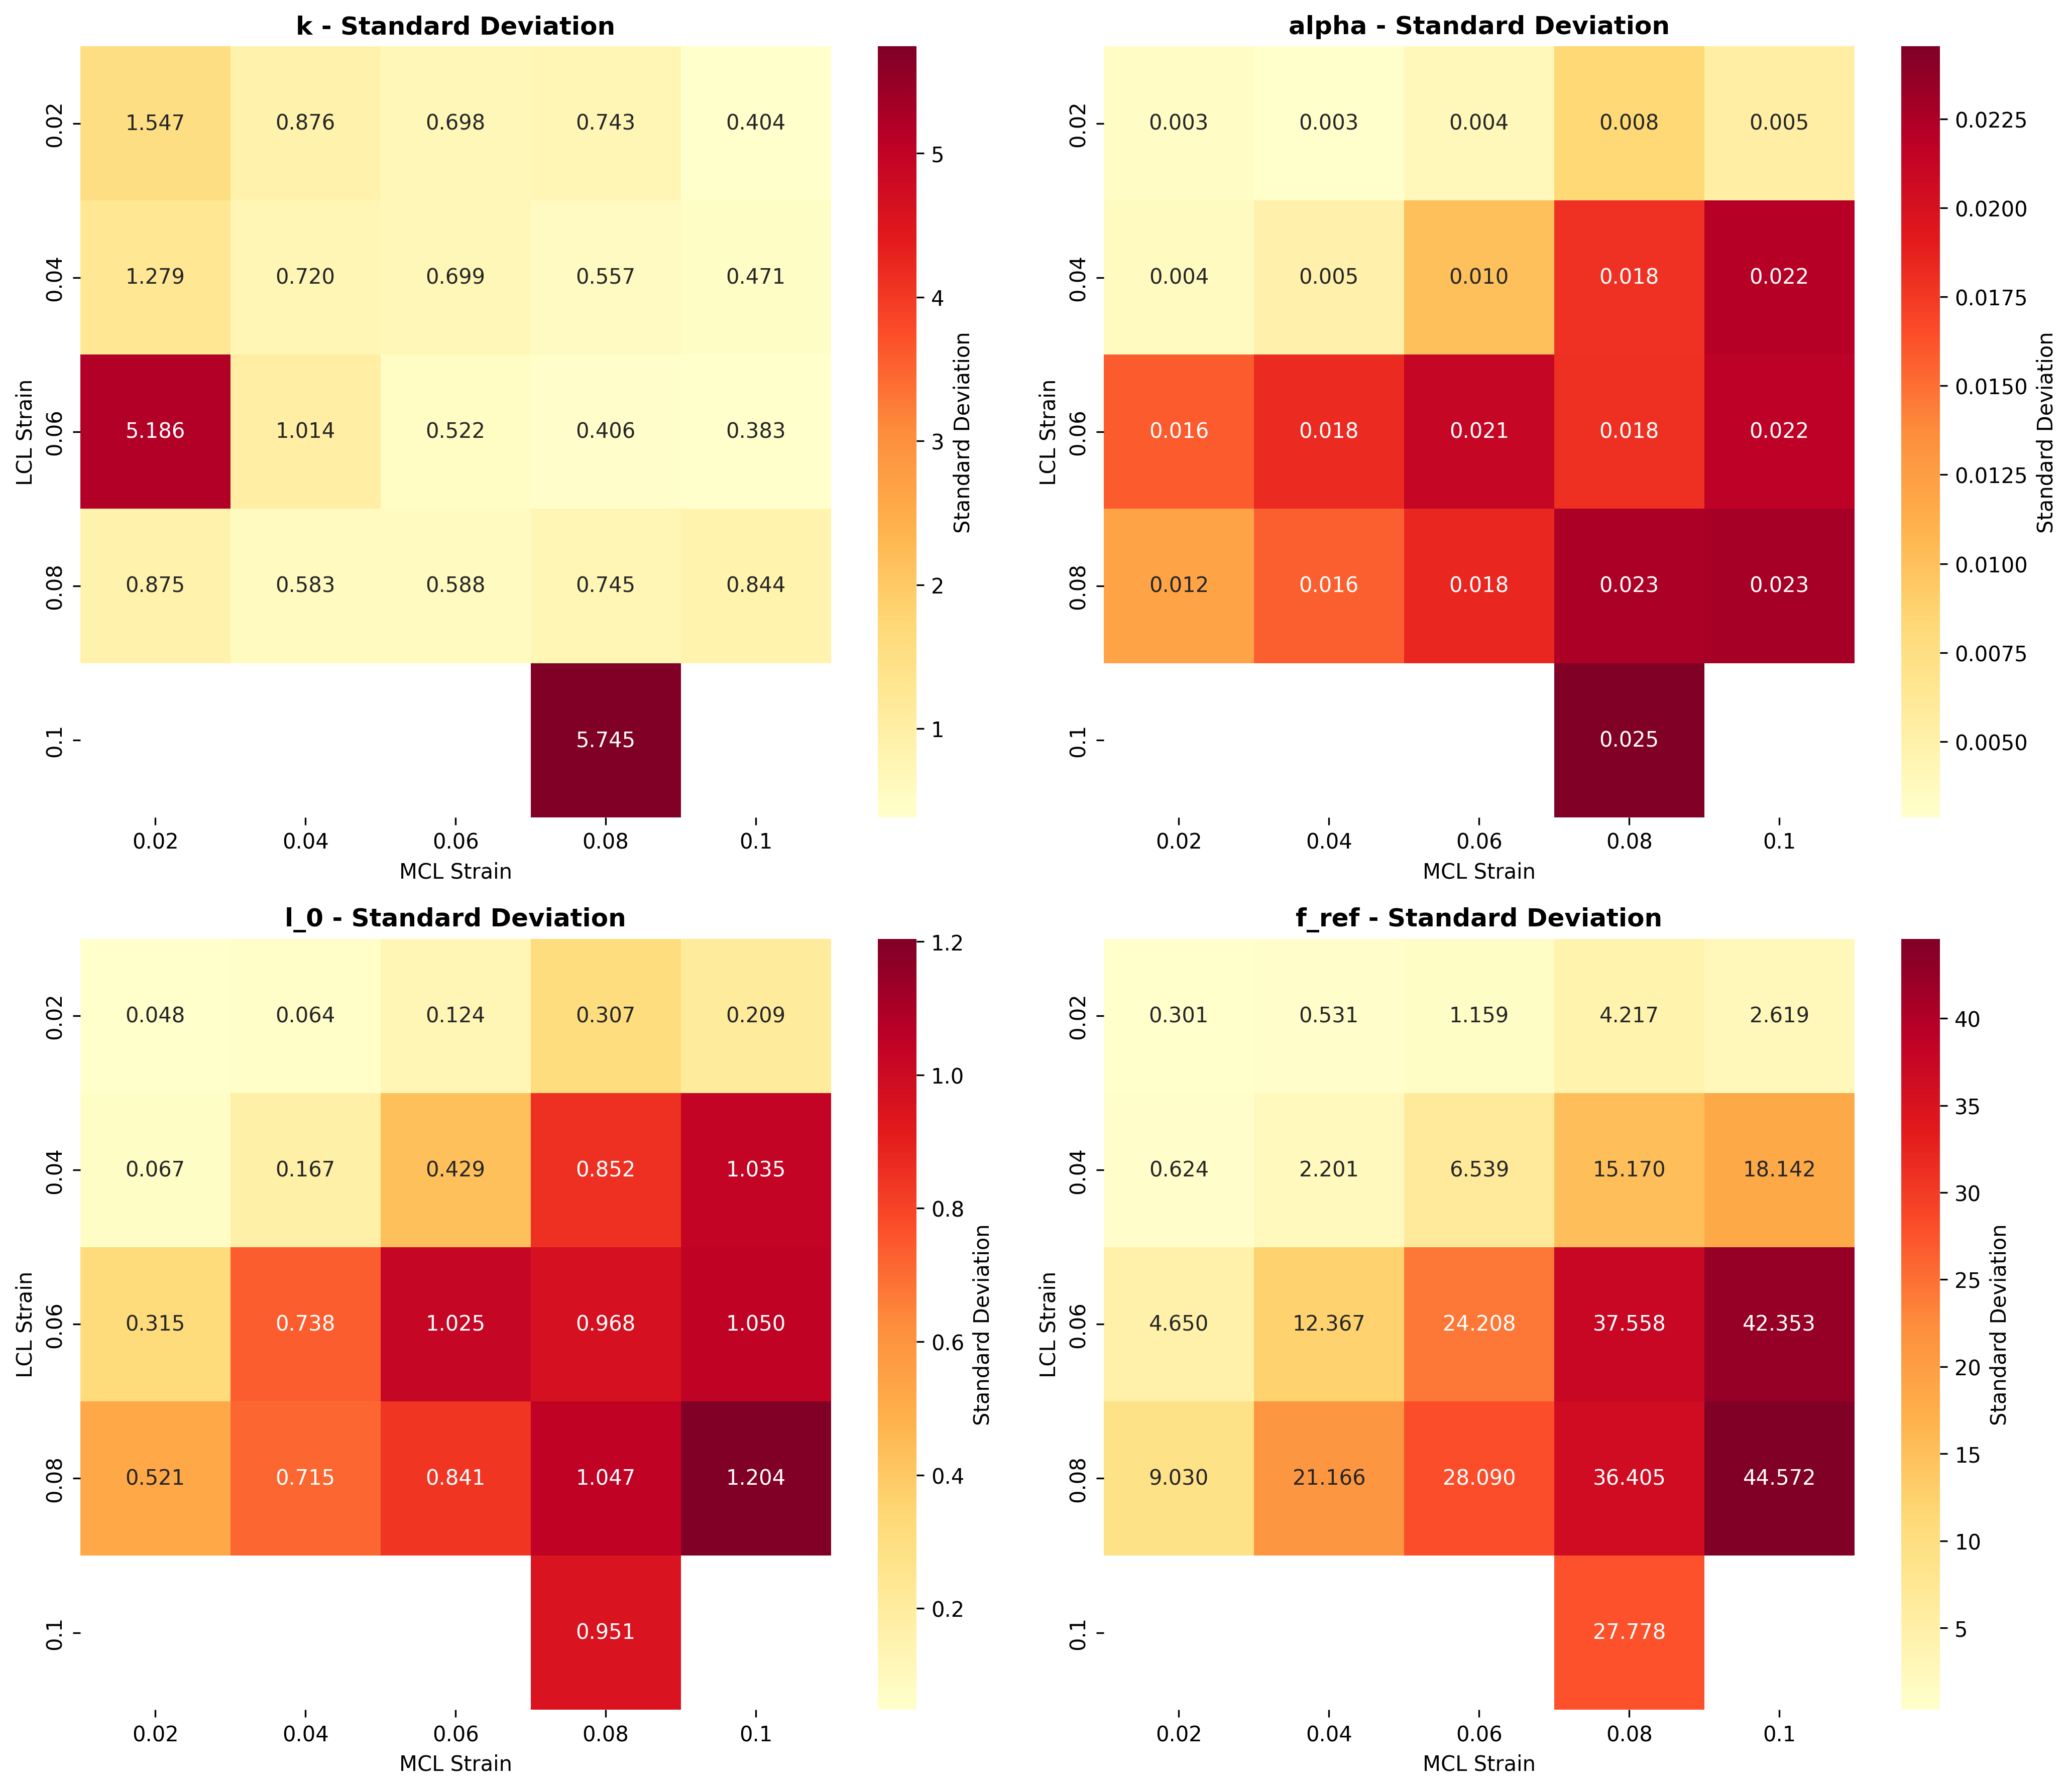 k - Standard Deviation
0.02 1.547 0.876 0.698 0.743 0.404
0.04 1.279 0.720 0.699 0.557 0.471
0.06 5.186 1.014 0.522 0.406 0.383
0.08 0.875 0.583 0.588 0.745 0.844
0.1 5.745
0.02 0.04 0.06 0.08 0.1
MCL Strain
LCL Strain
5
4
3
2
1
Standard Deviation
alpha - Standard Deviation
0.02 0.003 0.003 0.004 0.008 0.005
0.04 0.004 0.005 0.010 0.018 0.022
0.06 0.016 0.018 0.021 0.018 0.022
0.08 0.012 0.016 0.018 0.023 0.023
0.1 0.025
0.02 0.04 0.06 0.08 0.1
MCL Strain
LCL Strain
0.0225
0.0200
0.0175
0.0150
0.0125
0.0100
0.0075
0.0050
Standard Deviation
l_0 - Standard Deviation
0.02 0.048 0.064 0.124 0.307 0.209
0.04 0.067 0.167 0.429 0.852 1.035
0.06 0.315 0.738 1.025 0.968 1.050
0.08 0.521 0.715 0.841 1.047 1.204
0.1 0.951
0.02 0.04 0.06 0.08 0.1
MCL Strain
LCL Strain
1.2
1.0
0.8
0.6
0.4
0.2
Standard Deviation
f_ref - Standard Deviation
0.02 0.301 0.531 1.159 4.217 2.619
0.04 0.624 2.201 6.539 15.170 18.142
0.06 4.650 12.367 24.208 37.558 42.353
0.08 9.030 21.166 28.090 36.405 44.572
0.1 27.778
0.02 0.04 0.06 0.08 0.1
MCL Strain
LCL Strain
40
35
30
25
20
15
10
5
Standard Deviation